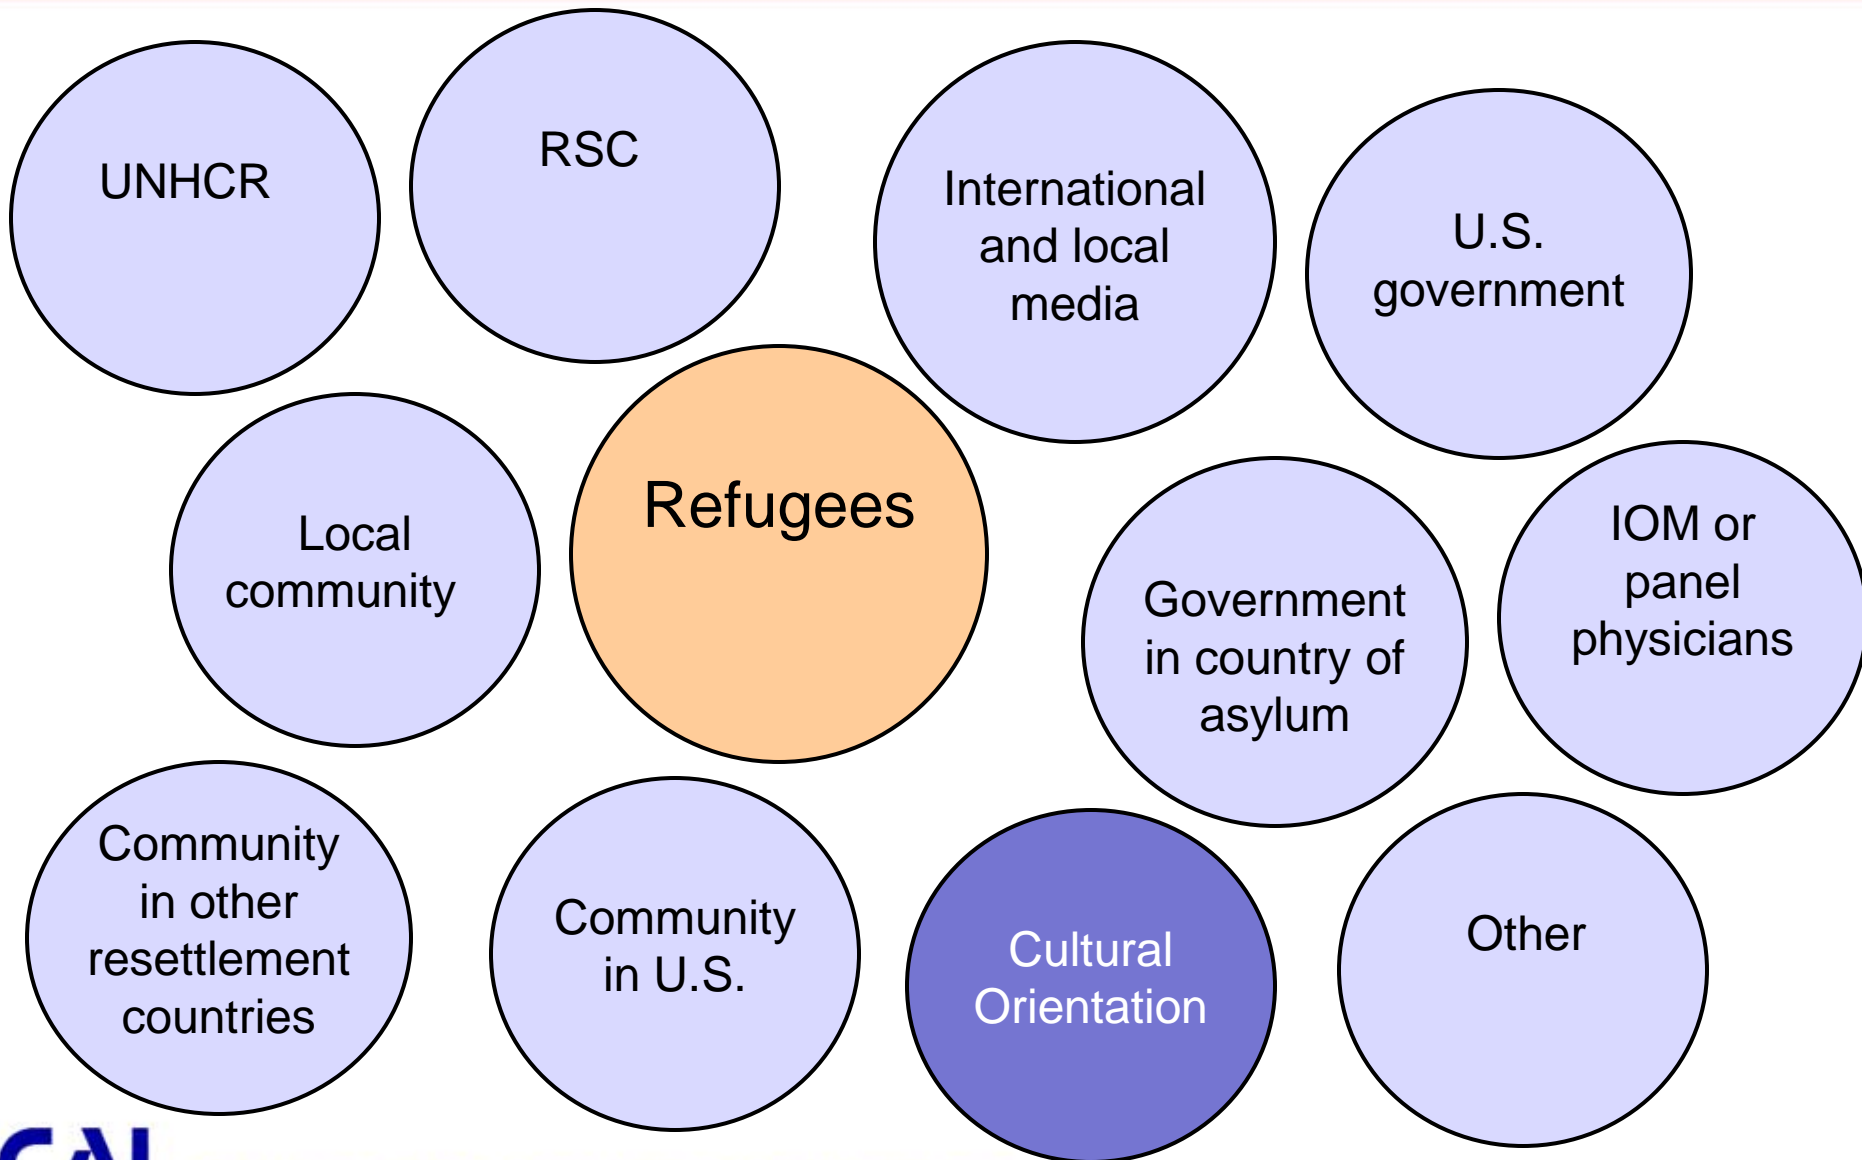 UNHCR
RSC
International
and local
media
U.S.
government
Local
community
Refugees
Government
in country of
asylum
IOM or
panel
physicians
Community
in other
resettlement
countries
Community
in U.S.
Cultural
Orientation
Other
CAL